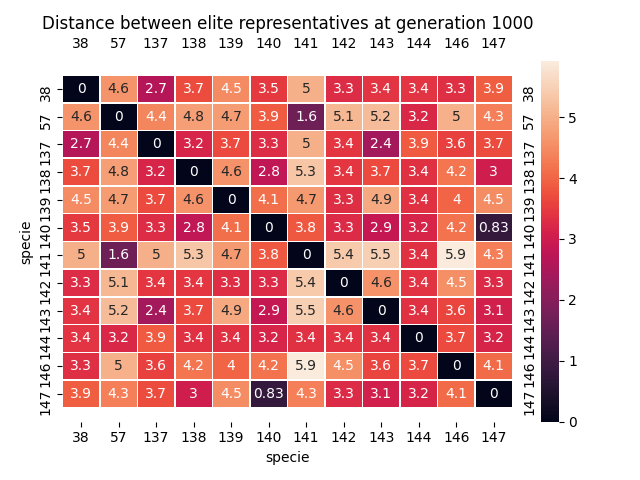 Distance between elite representatives at generation 1000
38 57 137 138 139 140 141 142 143 144 146 147
38 0 4.6 2.7 3.7 4.5 3.5 5 3.3 3.4 3.4 3.3 3.9 38
57 4.6 0 4.4 4.8 4.7 3.9 1.6 5.1 5.2 3.2 5 4.3 57
137 2.7 4.4 0 3.2 3.7 3.3 5 3.4 2.4 3.9 3.6 3.7 137
138 3.7 4.8 3.2 0 4.6 2.8 5.3 3.4 3.7 3.4 4.2 3 138
139 4.5 4.7 3.7 4.6 0 4.1 4.7 3.3 4.9 3.4 4 4.5 139
140 3.5 3.9 3.3 2.8 4.1 0 3.8 3.3 2.9 3.2 4.2 0.83 140
141 5 1.6 5 5.3 4.7 3.8 0 5.4 5.5 3.4 5.9 4.3 141
142 3.3 5.1 3.4 3.4 3.3 3.3 5.4 0 4.6 3.4 4.5 3.3 142
143 3.4 5.2 2.4 3.7 4.9 2.9 5.5 4.6 0 3.4 3.6 3.1 143
144 3.4 3.2 3.9 3.4 3.4 3.2 3.4 3.4 3.4 0 3.7 3.2 144
146 3.3 5 3.6 4.2 4 4.2 5.9 4.5 3.6 3.7 0 4.1 146
147 3.9 4.3 3.7 3 4.5 0.83 4.3 3.3 3.1 3.2 4.1 0 147
38 57 137 138 139 140 141 142 143 144 146 147
specie
specie
5
4
3
2
1
0